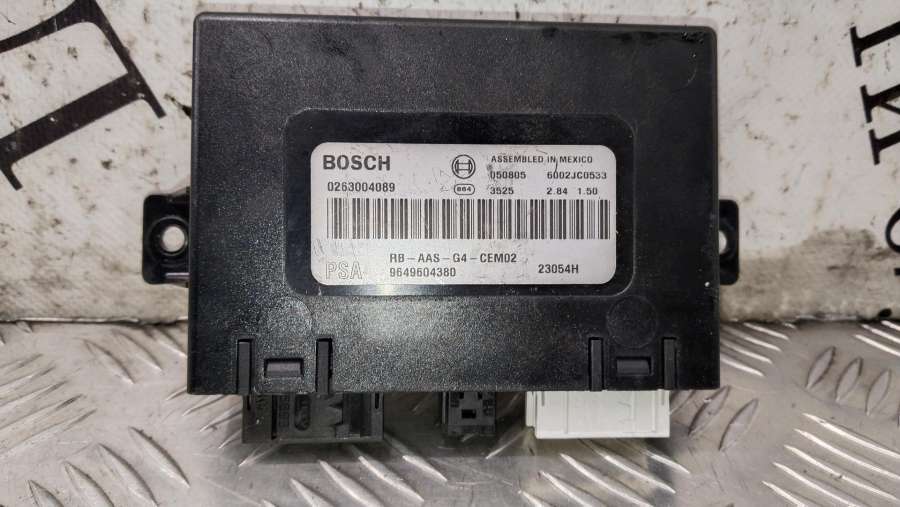 BOSCH
ASSEMBLED IN MEXICO
050805 6002JC0533
0263004089 864 3525 2.84 1.50
RB-AAS-G4-CEM02
PSA 9649604380 23054H